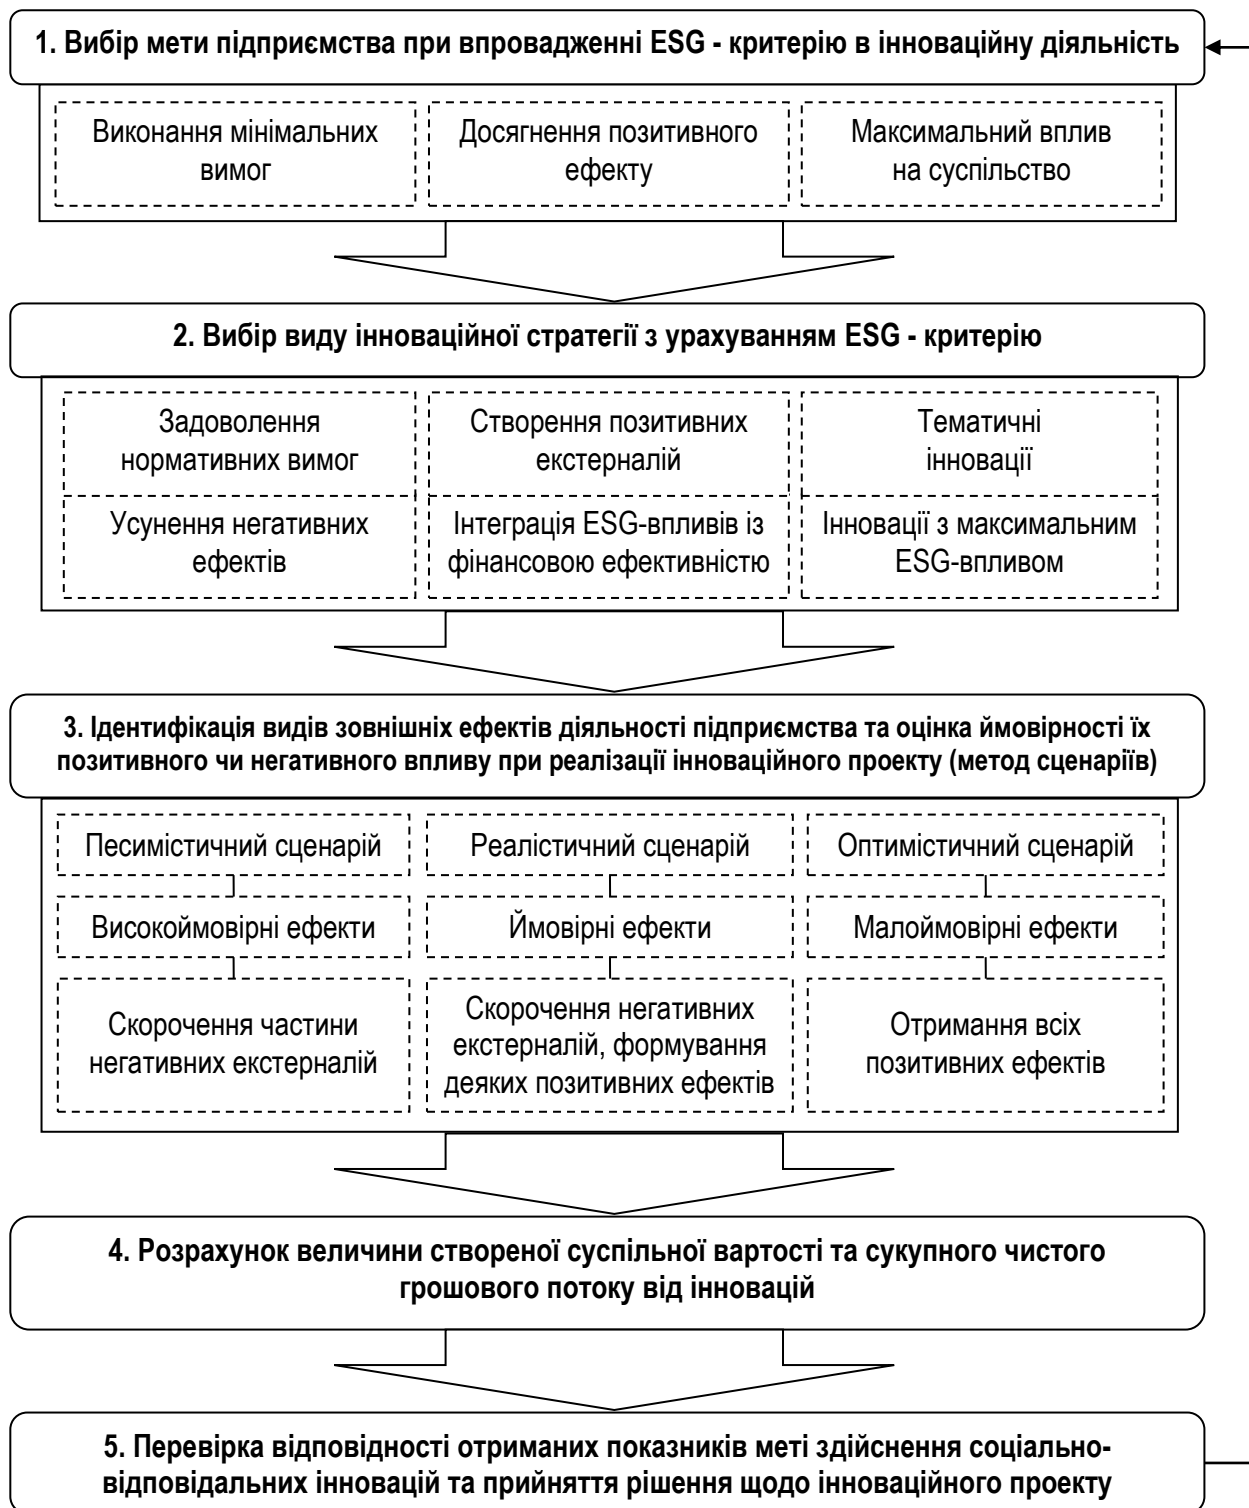 1. Вибір мети підприємства при впровадженні ESG - критерію в інноваційну діяльність
Виконання мінімальних
вимог
Досягнення позитивного
ефекту
Максимальний вплив
на суспільство
2. Вибір виду інноваційної стратегії з урахуванням ESG - критерію
Задоволення
нормативних вимог
Створення позитивних
екстерналій
Тематичні
інновації
Усунення негативних
ефектів
Інтеграція ESG-впливів із
фінансовою ефективністю
Інновації з максимальним
ESG-впливом
3. Ідентифікація видів зовнішніх ефектів діяльності підприємства та оцінка ймовірності їх
позитивного чи негативного впливу при реалізації інноваційного проекту (метод сценаріїв)
Песимістичний сценарій
Реалістичний сценарій
Оптимістичний сценарій
Високоймовірні ефекти
Ймовірні ефекти
Малоймовірні ефекти
Скорочення частини
негативних екстерналій
Скорочення негативних
екстерналій, формування
деяких позитивних ефектів
Отримання всіх
позитивних ефектів
4. Розрахунок величини створеної суспільної вартості та сукупного чистого
грошового потоку від інновацій
5. Перевірка відповідності отриманих показників меті здійснення соціально-
відповідальних інновацій та прийняття рішення щодо інноваційного проекту